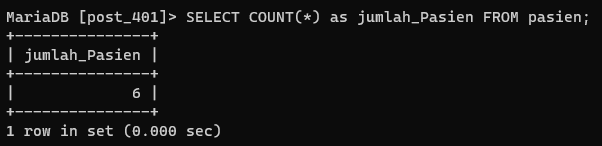 MariaDB [post_401]> SELECT COUNT(*) as jumlah_Pasien FROM pasien;
+---------------+
| jumlah_Pasien |
+---------------+
|             6 |
+---------------+
1 row in set (0.000 sec)